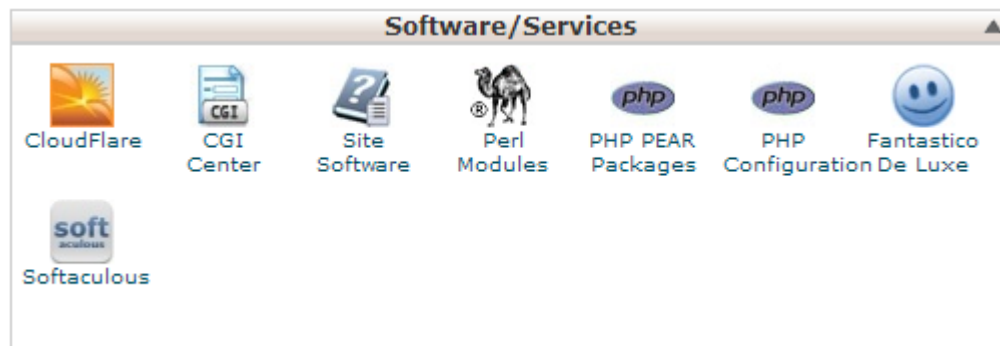 Software/Services
CGI
®
php
php
CloudFlare
CGI
Center
Site
Software
Perl
Modules
PHP PEAR
Packages
PHP
Configuration
Fantastico
De Luxe
soft
aculous
Softaculous